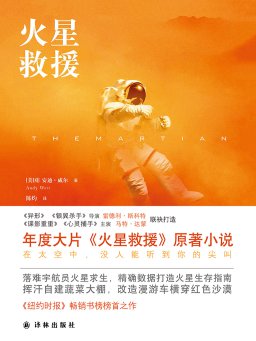 火星
救援
THE MARTIAN
[美国] 安迪·威尔 著
Andy Weir
陈灼 译
《异形》《银翼杀手》导演 雷德利·斯科特
《谍影重重》《心灵捕手》主演 马特·达蒙
联袂打造
年度大片《火星救援》原著小说
在太空中，没人能听到你的尖叫
落难宇航员火星求生，精确数据打造火星生存指南
挥汗自建蔬菜大棚，改造漫游车横穿红色沙漠
《纽约时报》畅销书榜榜首之作
译林出版社